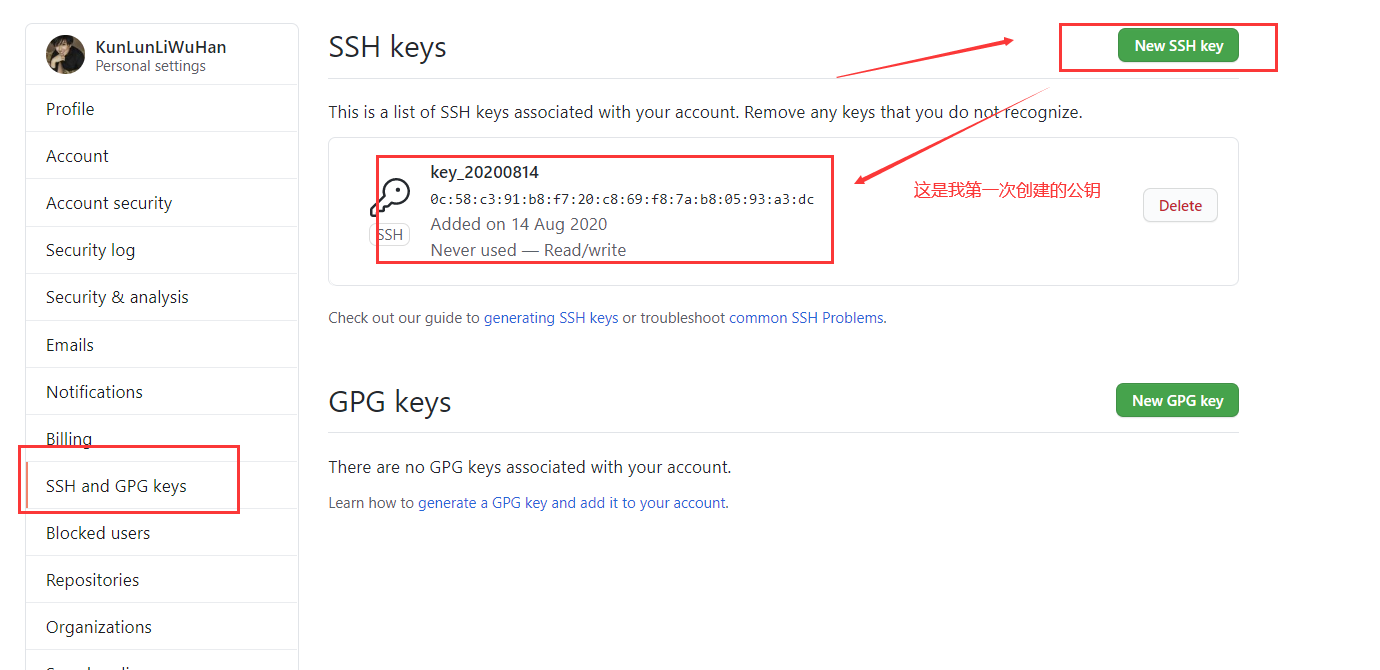 KunLunLiWuHan
Personal settings
Profile
Account
Account security
Security log
Security & analysis
Emails
Notifications
Billing
SSH and GPG keys
Blocked users
Repositories
Organizations
SSH keys
New SSH key
This is a list of SSH keys associated with your account. Remove any keys that you do not recognize.
key_20200814
0c:58:c3:91:b8:f7:20:c8:69:f8:7a:b8:05:93:a3:dc
Added on 14 Aug 2020
Never used — Read/write
SSH
这是我第一次创建的公钥
Delete
Check out our guide to generating SSH keys or troubleshoot common SSH Problems.
GPG keys
New GPG key
There are no GPG keys associated with your account.
Learn how to generate a GPG key and add it to your account.